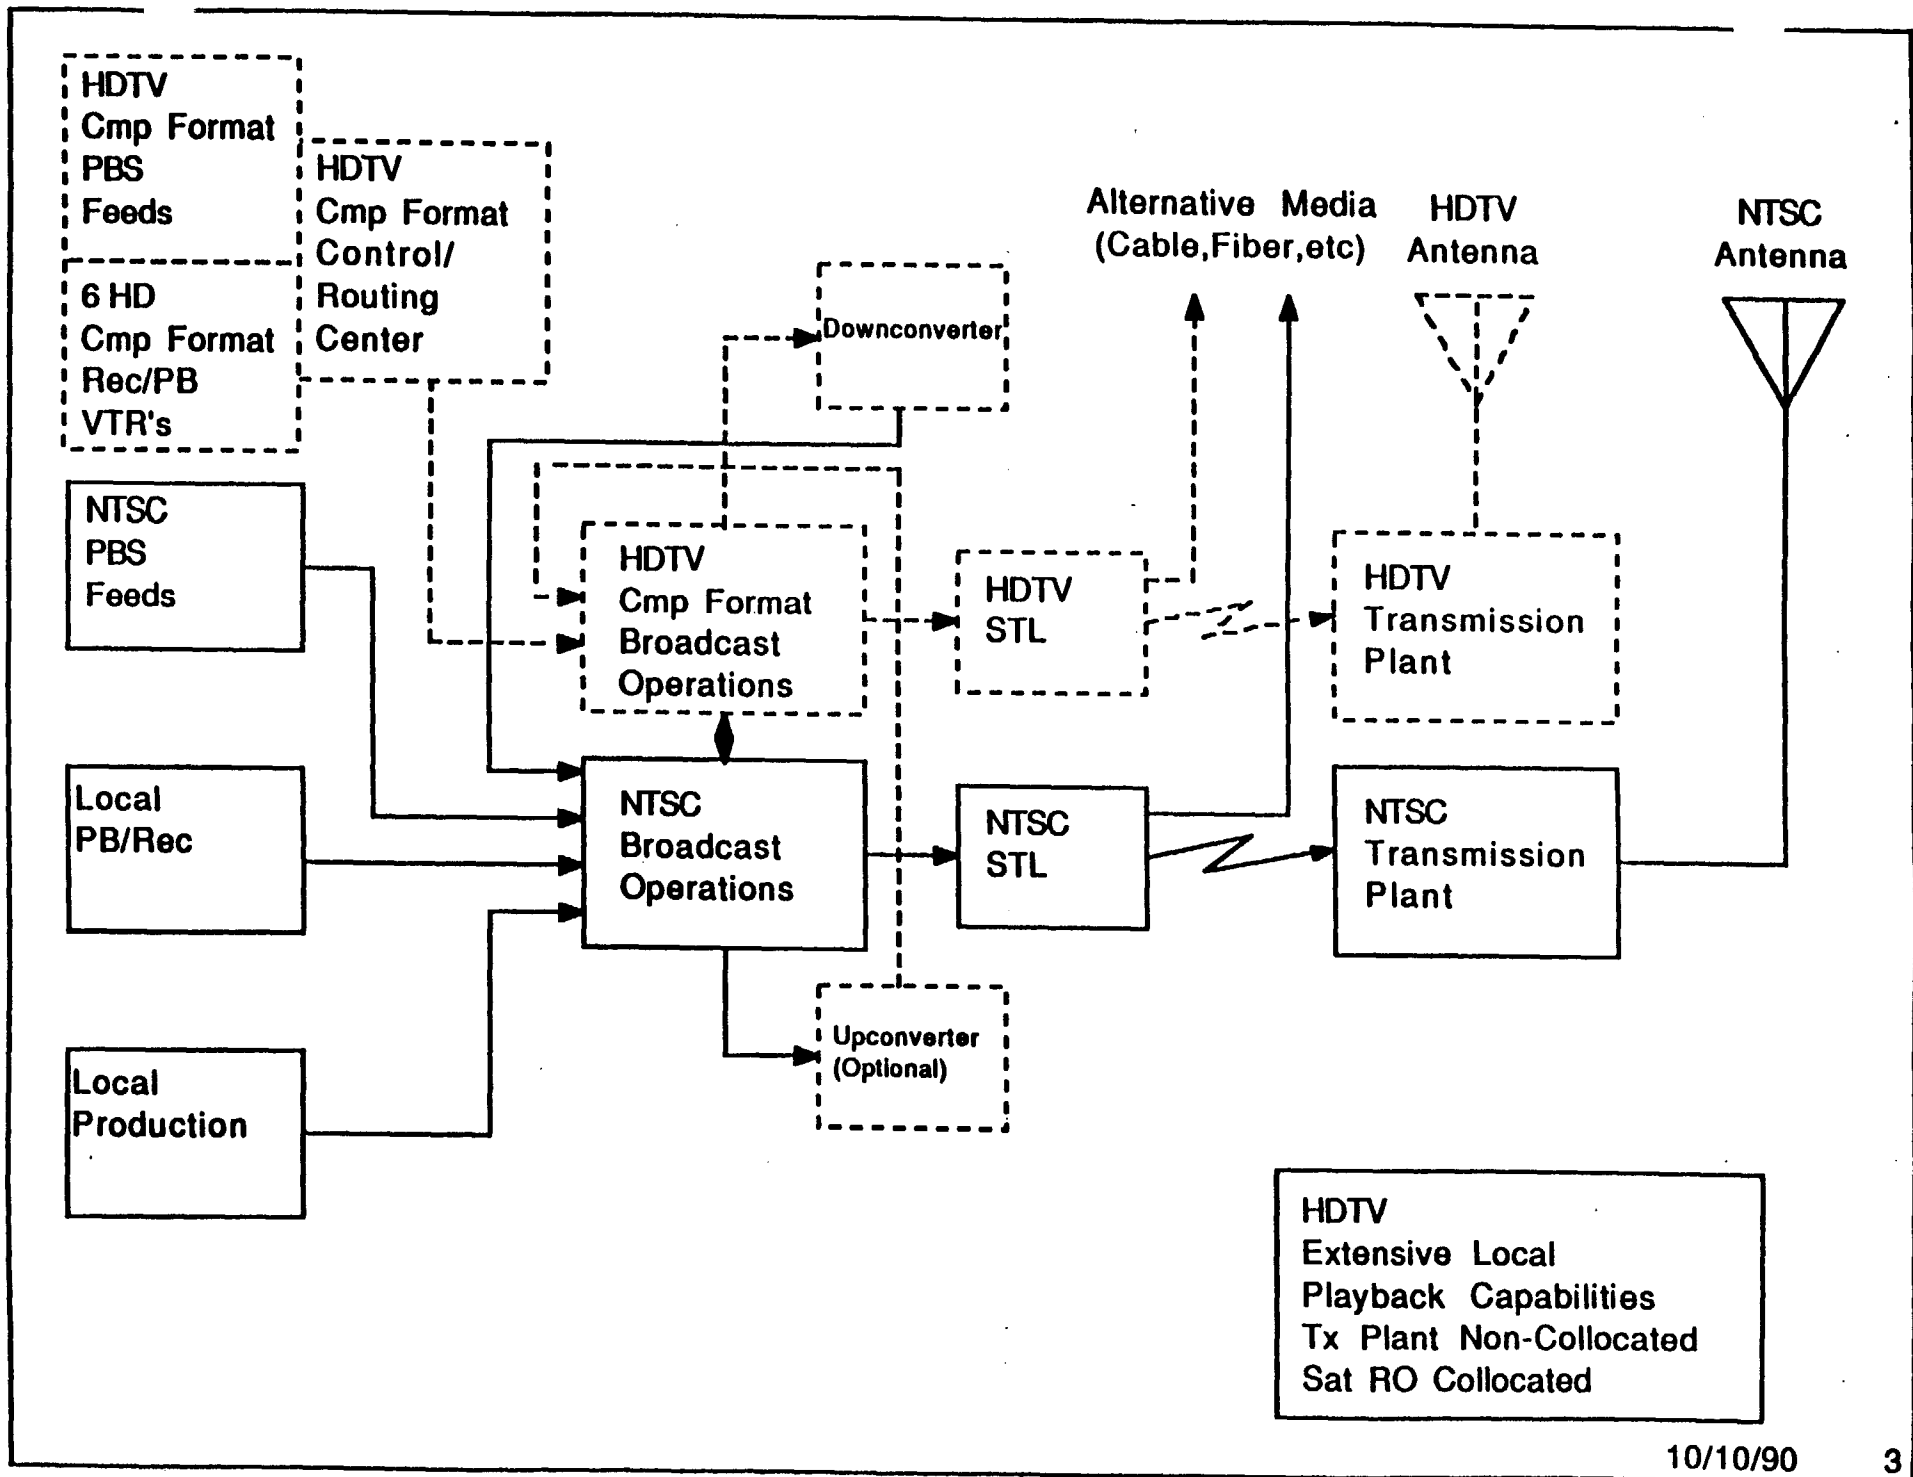 HDTV
Cmp Format
PBS
Feeds
HDTV
Cmp Format
Control/
Routing
Center
6 HD
Cmp Format
Rec/PB
VTR's
Downconverter
Alternative Media
(Cable,Fiber,etc)
HDTV
Antenna
NTSC
Antenna
NTSC
PBS
Feeds
HDTV
Cmp Format
Broadcast
Operations
HDTV
STL
HDTV
Transmission
Plant
Local
PB/Rec
NTSC
Broadcast
Operations
NTSC
STL
NTSC
Transmission
Plant
Local
Production
Upconverter
(Optional)
HDTV
Extensive Local
Playback Capabilities
Tx Plant Non-Collocated
Sat RO Collocated
10/10/90 3